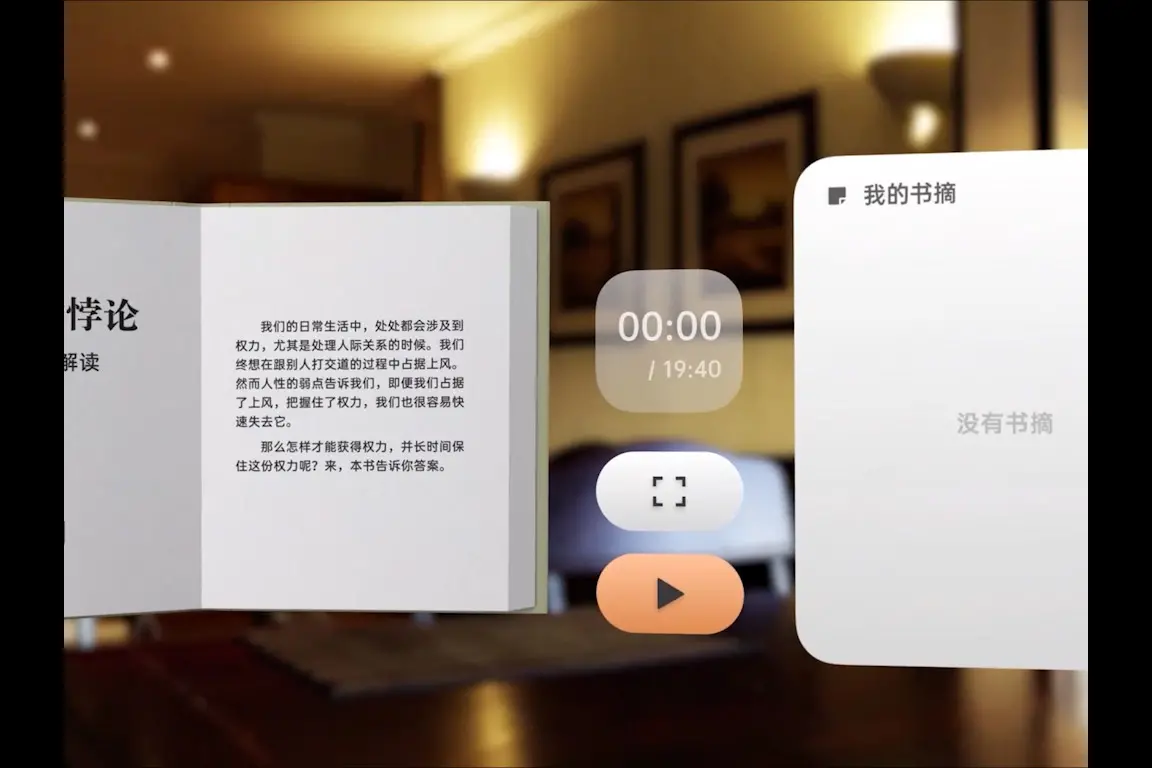 悖论
解读
我们的日常生活中，处处都会涉及到
权力，尤其是处理人际关系的时候。我们
终想在跟别人打交道的过程中占据上风。
然而人性的弱点告诉我们，即便我们占据
了上风，把握住了权力，我们也很容易快
速失去它。
那么怎样才能获得权力，并长时间保
住这份权力呢？来，本书告诉你答案。
00:00
/ 19:40
我的书摘
没有书摘